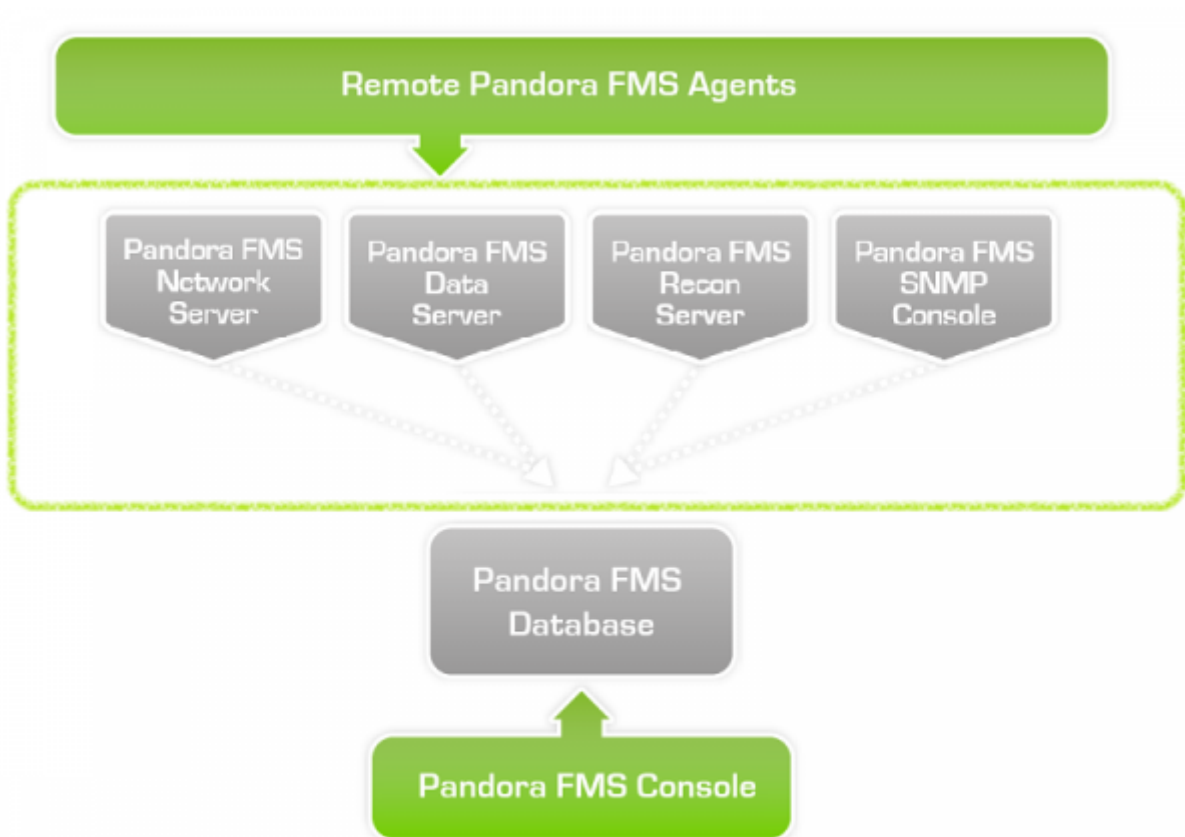 Remote Pandora FMS Agents
Pandora FMS
Network
Server
Pandora FMS
Data
Server
Pandora FMS
Recon
Server
Pandora FMS
SNMP
Console
Pandora FMS
Database
Pandora FMS Console